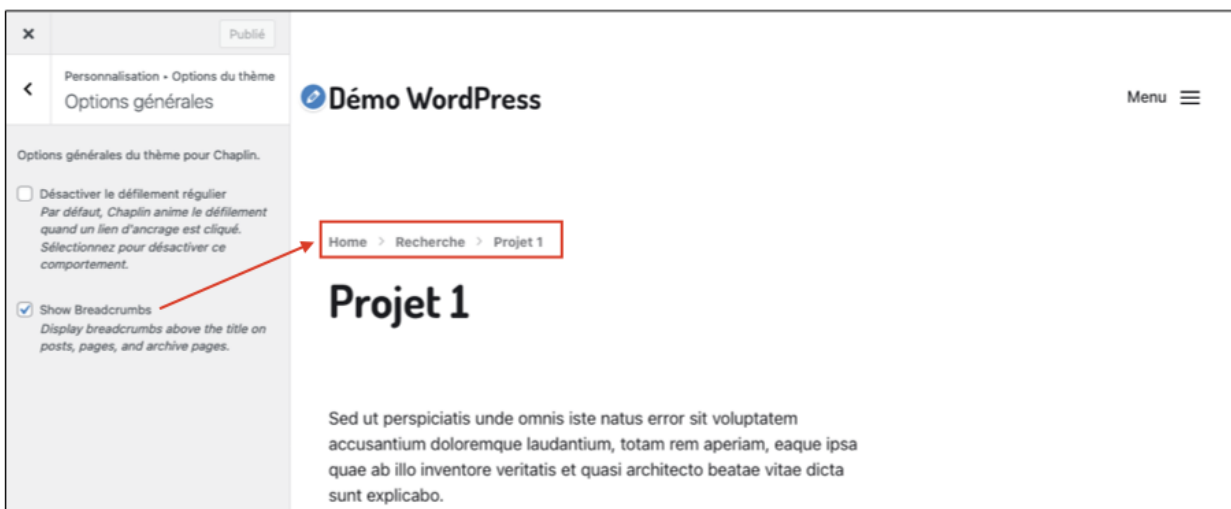 Publié
Personnalisation • Options du thème
Options générales
Options générales du thème pour Chaplin.
Désactiver le défilement régulier
Par défaut, Chaplin anime le défilement
quand un lien d'ancrage est cliqué.
Sélectionnez pour désactiver ce
comportement.
Show Breadcrumbs
Display breadcrumbs above the title on
posts, pages, and archive pages.
Démo WordPress
Menu
Home > Recherche > Projet 1
Projet 1
Sed ut perspiciatis unde omnis iste natus error sit voluptatem
accusantium doloremque laudantium, totam rem aperiam, eaque ipsa
quae ab illo inventore veritatis et quasi architecto beatae vitae dicta
sunt explicabo.